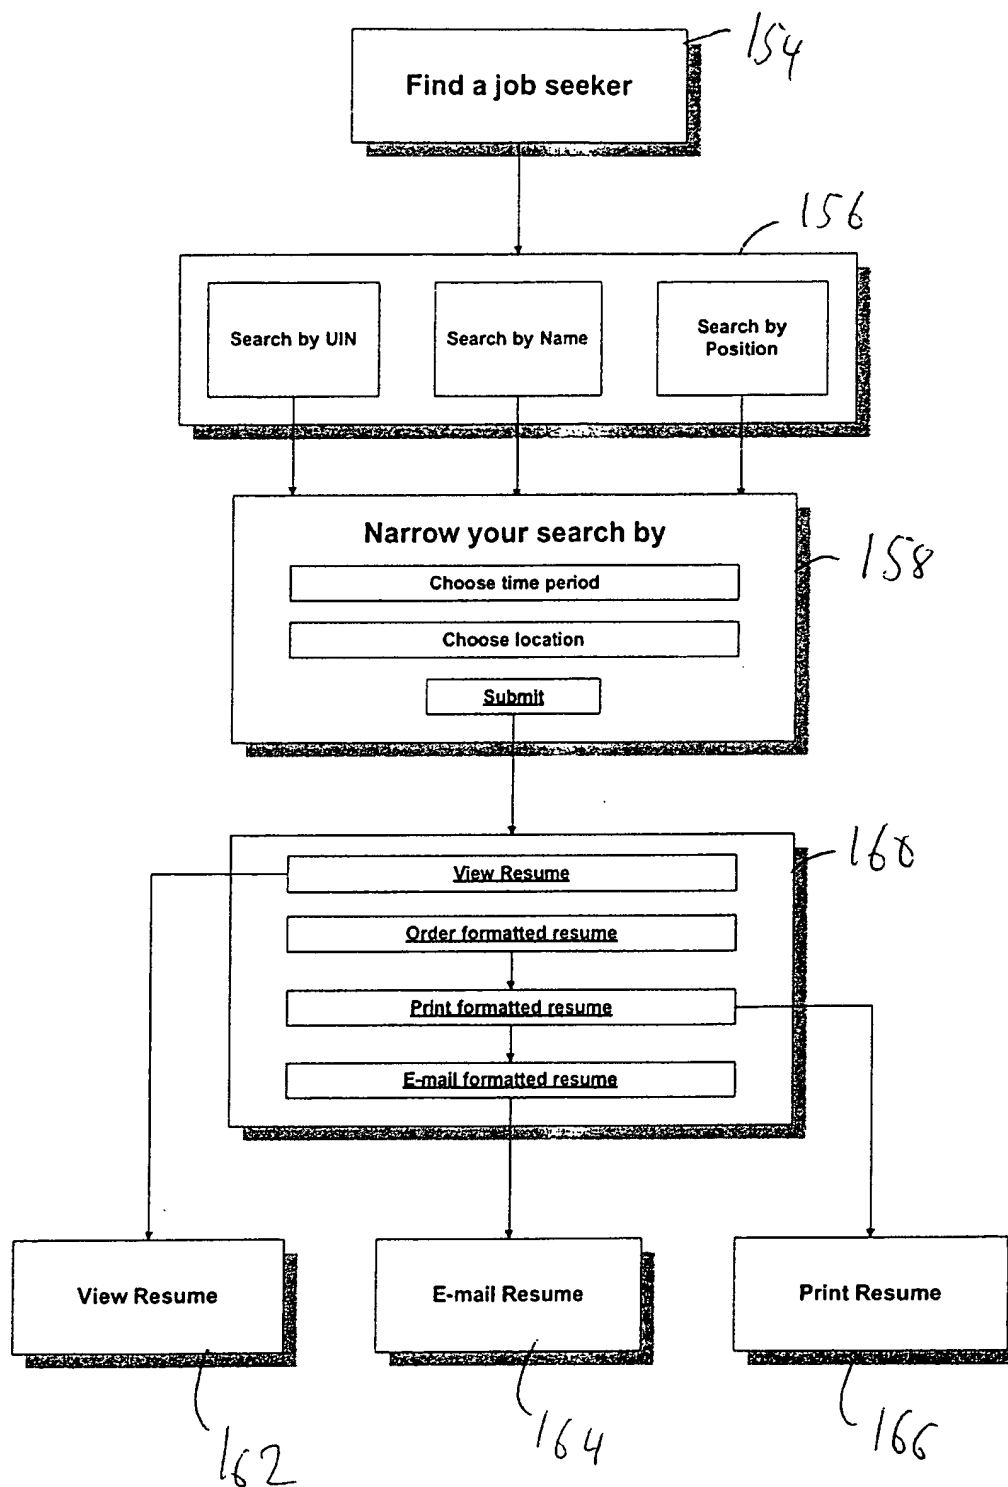 154
Find a job seeker
156
Search by UIN
Search by Name
Search by
Position
Narrow your search by
158
Choose time period
Choose location
Submit
160
View Resume
Order formatted resume
Print formatted resume
E-mail formatted resume
View Resume
E-mail Resume
Print Resume
162
164
166